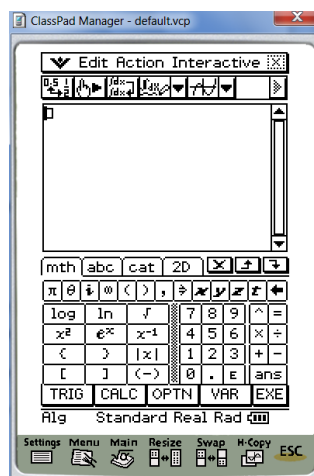 ClassPad Manager - default.vcp
Edit Action Interactive
mth abc cat 2D
π θ i ∞ ( ) , ⇒ x y z t ←
log ln √ 7 8 9 ^ =
x² eˣ x⁻¹ 4 5 6 × ÷
{ } |x| 1 2 3 + −
[ ] (−) 0 . E ans
TRIG CALC OPTN VAR EXE
Alg Standard Real Rad
Settings Menu Main Resize Swap H-Copy ESC